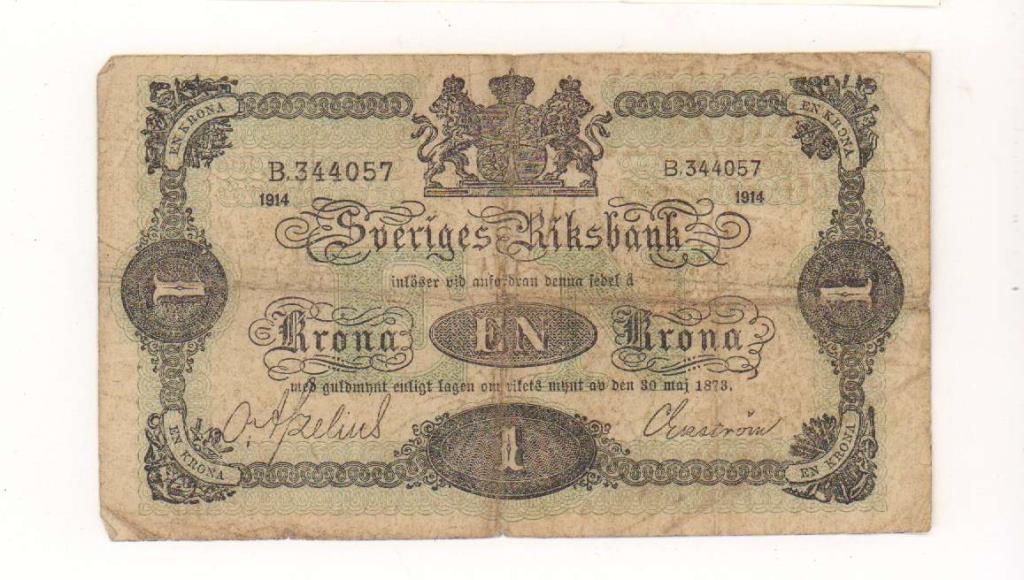 EN KRONA EN KRONA
B.344057 B.344057
1914 1914
Sveriges Riksbank
inlöser vid anfordran denna sedel å
1 1
Krona EN Krona
med guldmynt enligt lagen om rikets mynt av den 30 maj 1873.
1
EN KRONA EN KRONA